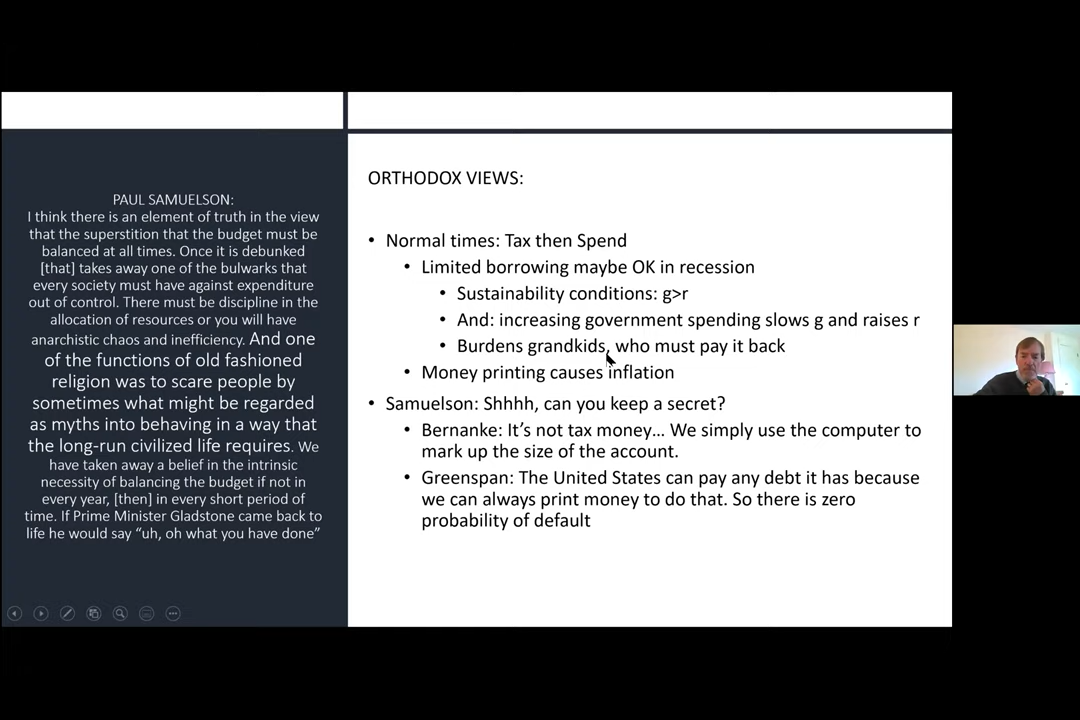 PAUL SAMUELSON:
I think there is an element of truth in the view
that the superstition that the budget must be
balanced at all times. Once it is debunked
[that] takes away one of the bulwarks that
every society must have against expenditure
out of control. There must be discipline in the
allocation of resources or you will have
anarchistic chaos and inefficiency. And one
of the functions of old fashioned
religion was to scare people by
sometimes what might be regarded
as myths into behaving in a way that
the long-run civilized life requires. We
have taken away a belief in the intrinsic
necessity of balancing the budget if not in
every year, [then] in every short period of
time. If Prime Minister Gladstone came back to
life he would say “uh, oh what you have done”
ORTHODOX VIEWS:
• Normal times: Tax then Spend
• Limited borrowing maybe OK in recession
• Sustainability conditions: g>r
• And: increasing government spending slows g and raises r
• Burdens grandkids, who must pay it back
• Money printing causes inflation
• Samuelson: Shhhh, can you keep a secret?
• Bernanke: It’s not tax money… We simply use the computer to
mark up the size of the account.
• Greenspan: The United States can pay any debt it has because
we can always print money to do that. So there is zero
probability of default